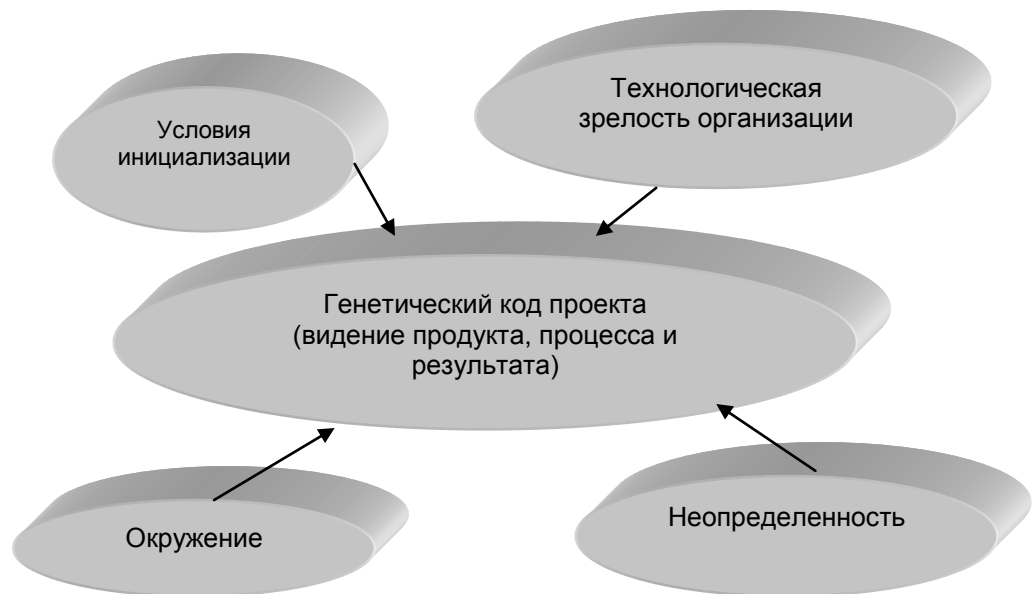 Условия
инициализации
Технологическая
зрелость организации
Генетический код проекта
(видение продукта, процесса и
результата)
Окружение
Неопределенность